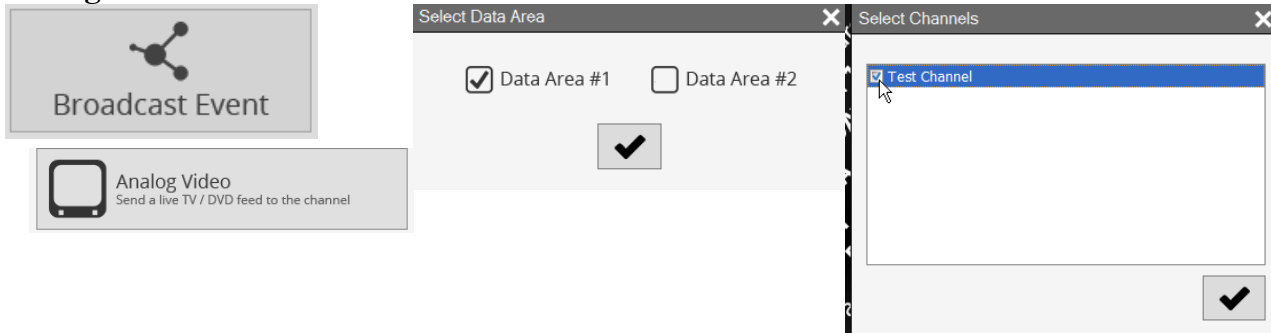 Broadcast Event
Analog Video
Send a live TV / DVD feed to the channel
Select Data Area
Data Area #1 Data Area #2
Select Channels
Test Channel